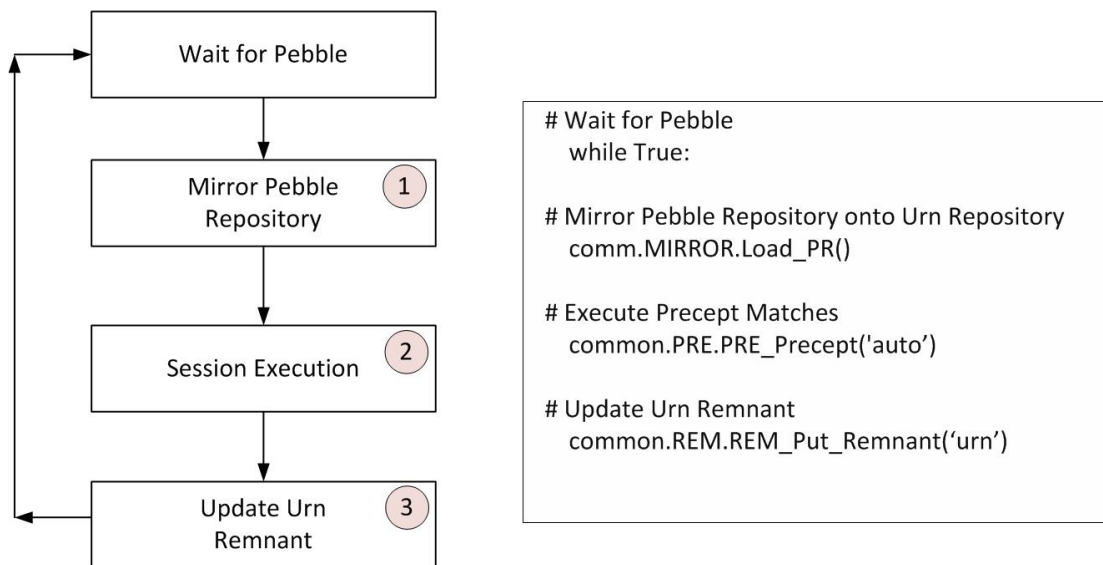 Wait for Pebble
Mirror Pebble
Repository
1
Session Execution
2
Update Urn
Remnant
3
# Wait for Pebble
while True:
# Mirror Pebble Repository onto Urn Repository
comm.MIRROR.Load_PR()
# Execute Precept Matches
common.PRE.PRE_Precept('auto’)
# Update Urn Remnant
common.REM.REM_Put_Remnant(‘urn’)